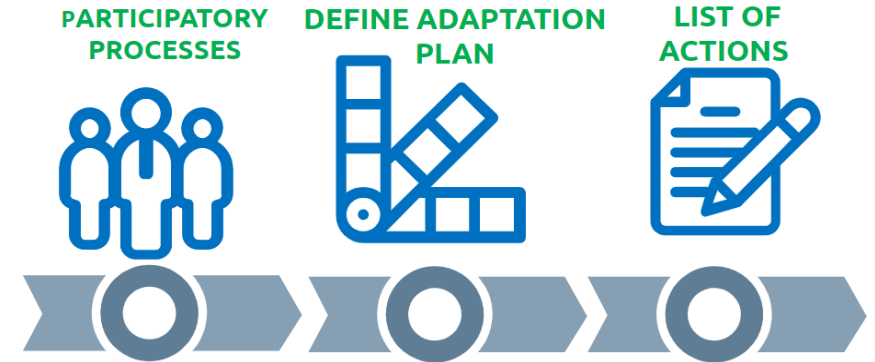 PARTICIPATORY
PROCESSES
DEFINE ADAPTATION
PLAN
LIST OF
ACTIONS